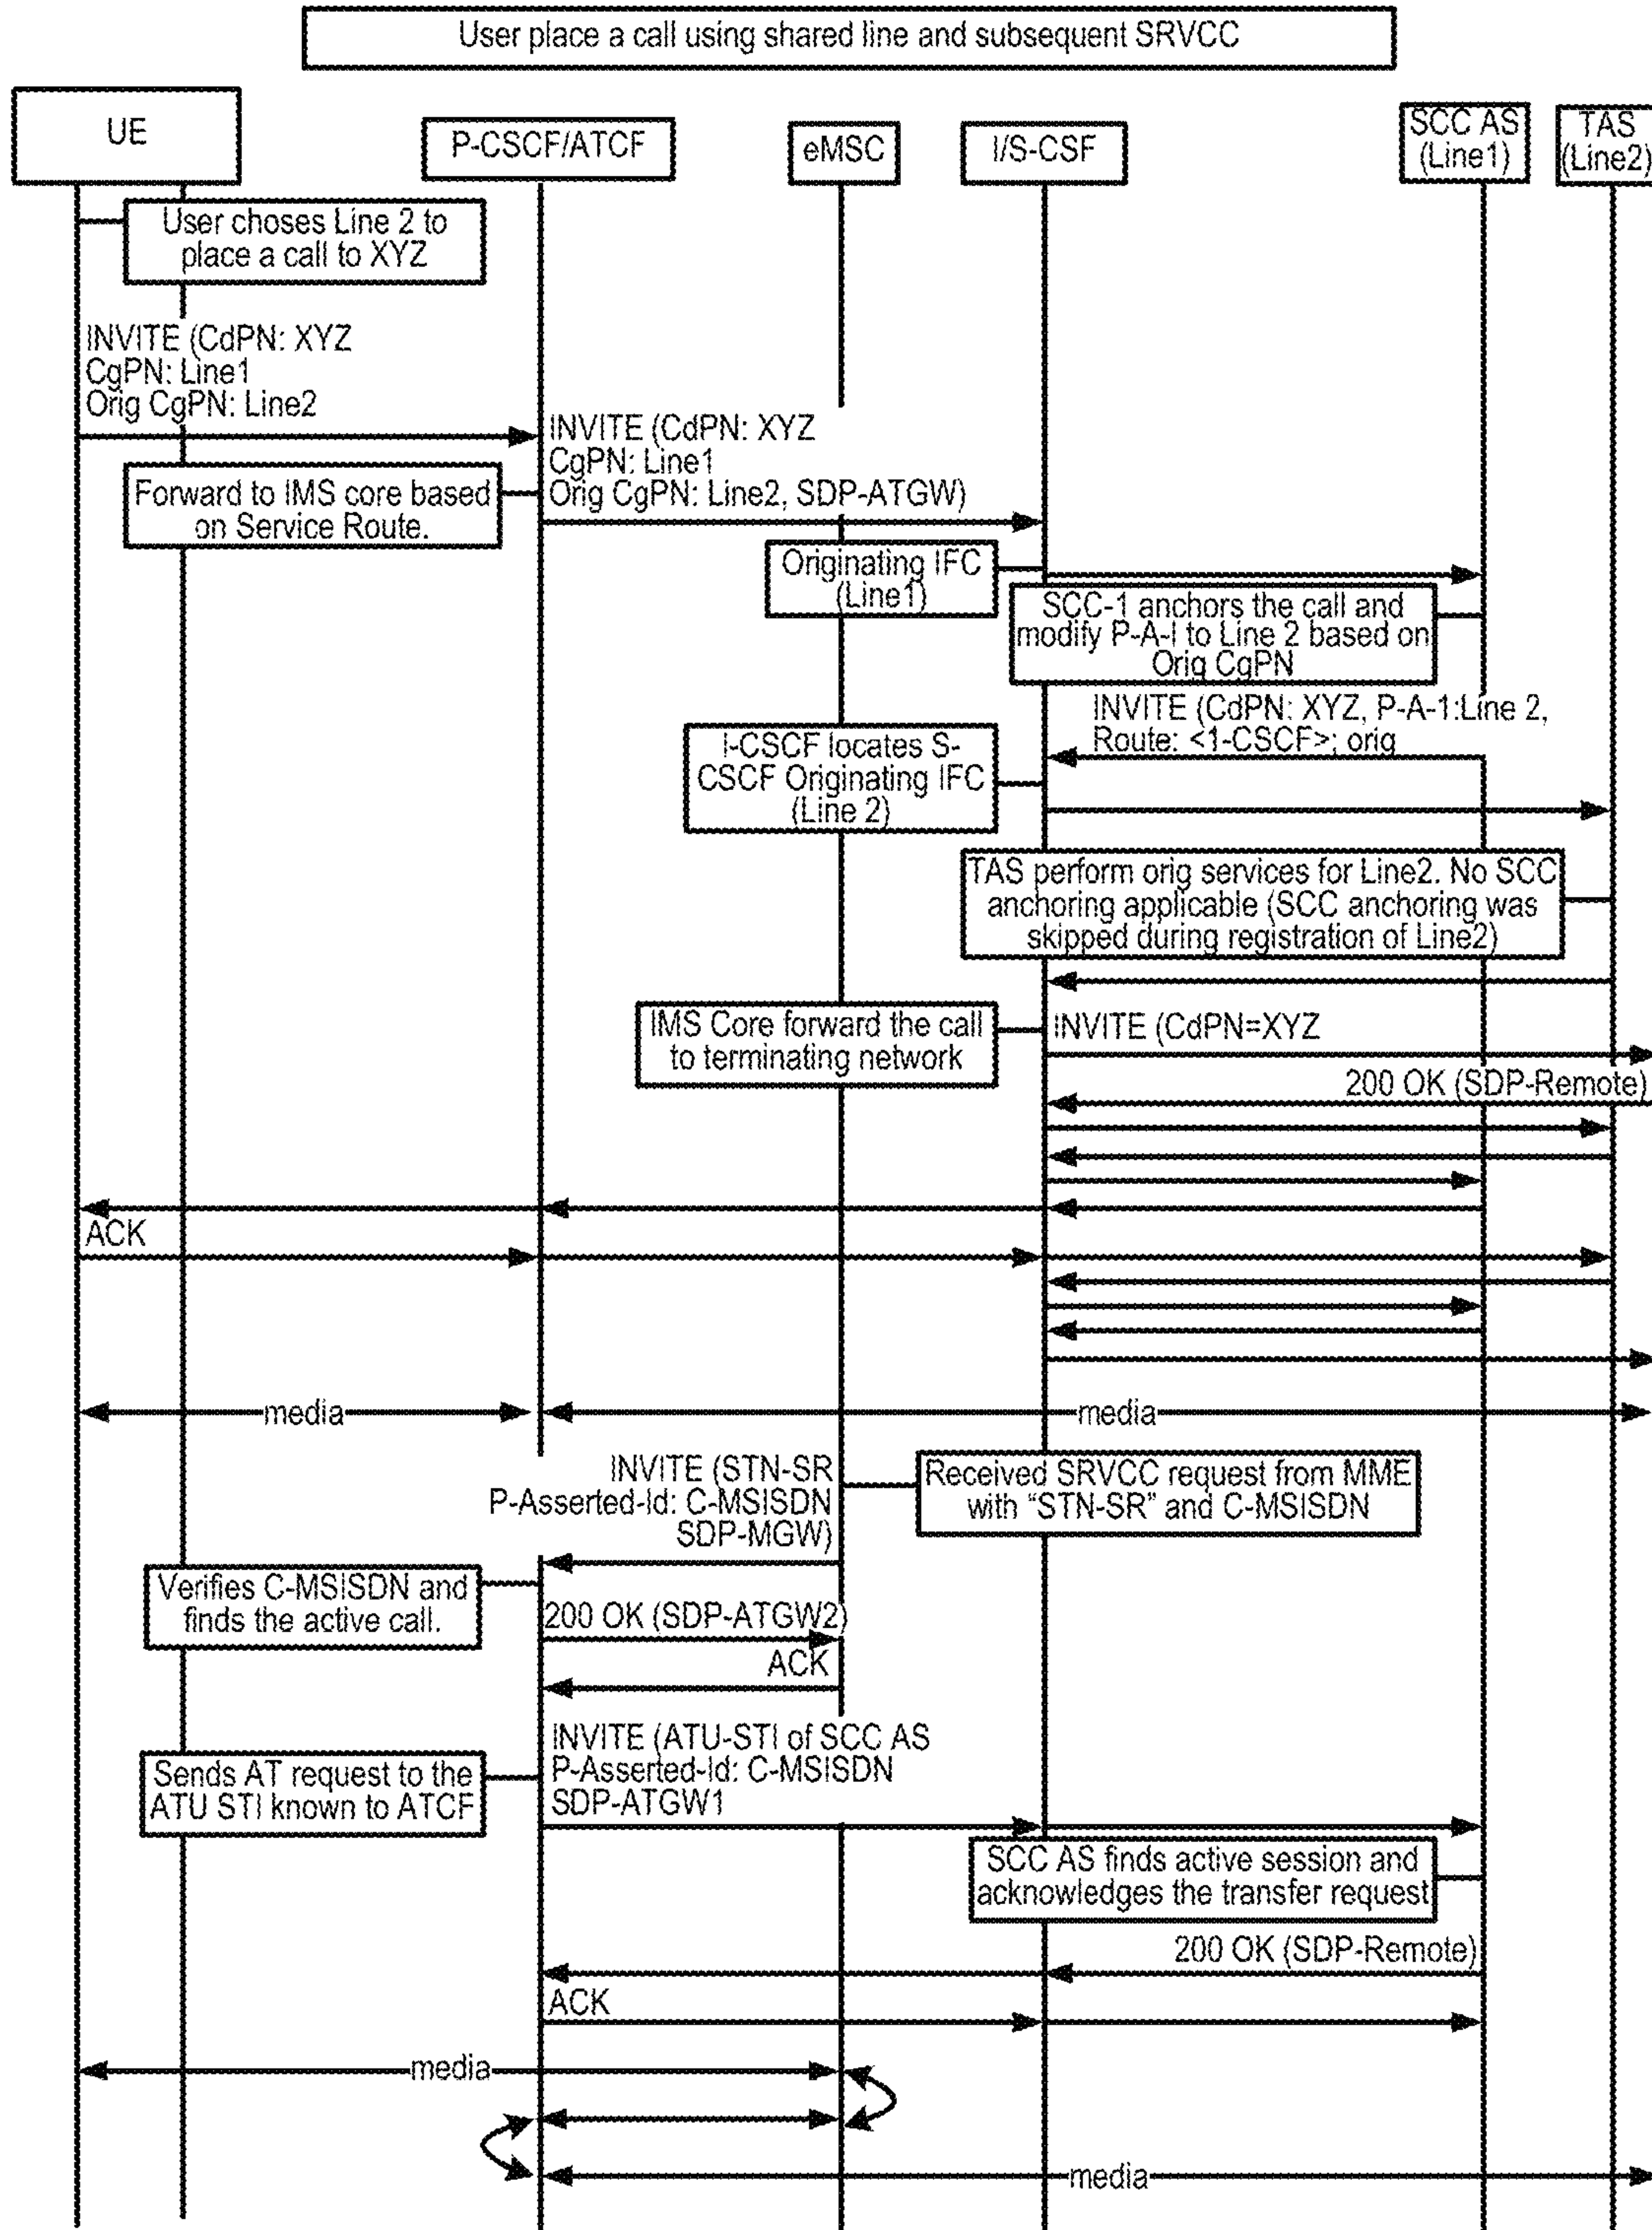 User place a call using shared line and subsequent SRVCC
UE
P-CSCF/ATCF
eMSC
I/S-CSF
SCC AS
(Line1)
TAS
(Line2)
User choses Line 2 to
place a call to XYZ
INVITE (CdPN: XYZ
CgPN: Line1
Orig CgPN: Line2
INVITE (CdPN: XYZ
CgPN: Line1
Orig CgPN: Line2, SDP-ATGW)
Forward to IMS core based
on Service Route.
Originating IFC
(Line1)
SCC-1 anchors the call and
modify P-A-I to Line 2 based on
Orig CgPN
INVITE (CdPN: XYZ, P-A-1:Line 2,
Route: <1-CSCF>; orig
I-CSCF locates S-
CSCF Originating IFC
(Line 2)
TAS perform orig services for Line2. No SCC
anchoring applicable (SCC anchoring was
skipped during registration of Line2)
IMS Core forward the call
to terminating network
INVITE (CdPN=XYZ
200 OK (SDP-Remote)
ACK
media
media
INVITE (STN-SR
P-Asserted-Id: C-MSISDN
SDP-MGW)
Received SRVCC request from MME
with “STN-SR” and C-MSISDN
Verifies C-MSISDN and
finds the active call.
200 OK (SDP-ATGW2)
ACK
INVITE (ATU-STI of SCC AS
P-Asserted-Id: C-MSISDN
SDP-ATGW1
Sends AT request to the
ATU STI known to ATCF
SCC AS finds active session and
acknowledges the transfer request
200 OK (SDP-Remote)
ACK
media
media